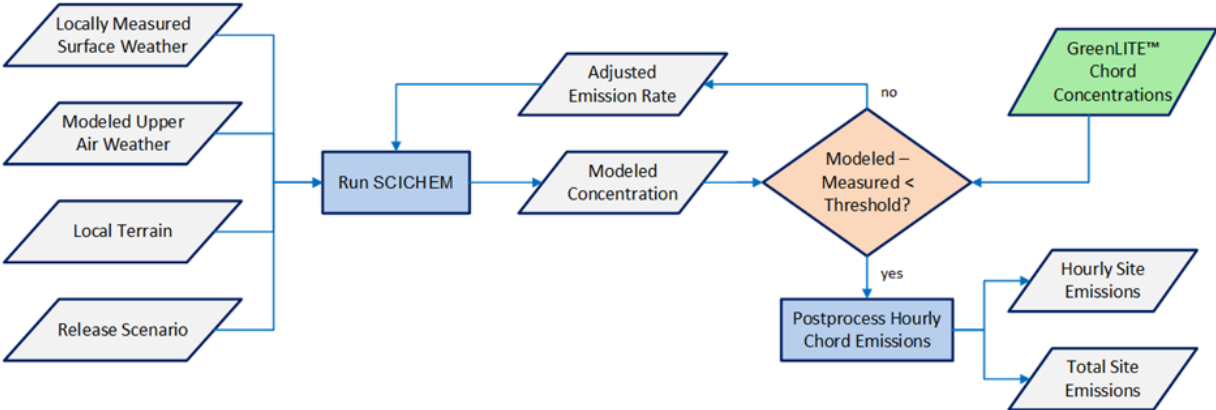 Locally Measured
Surface Weather
Modeled Upper
Air Weather
Local Terrain
Release Scenario
Run SCICHEM
Adjusted
Emission Rate
Modeled
Concentration
no
Modeled –
Measured <
Threshold?
yes
GreenLITE™
Chord
Concentrations
Postprocess Hourly
Chord Emissions
Hourly Site
Emissions
Total Site
Emissions